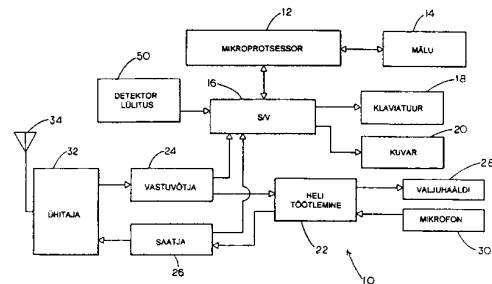 12
14
MIKROPROTSESSOR
MÄLU
50
16
18
DETEKTOR
LÜLITUS
S/V
KLAVIATUUR
34
20
KUVAR
32
24
28
VASTUVÕTJA
VALJUHÄÄLDI
ÜHITAJA
HELI
TÖÖTLEMINE
SAATJA
MIKROFON
26
22
30
10